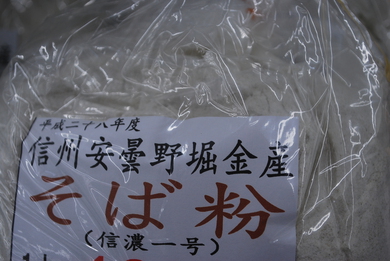 平成二十八年度
信州安曇野堀金産
そば粉
(信濃一号)